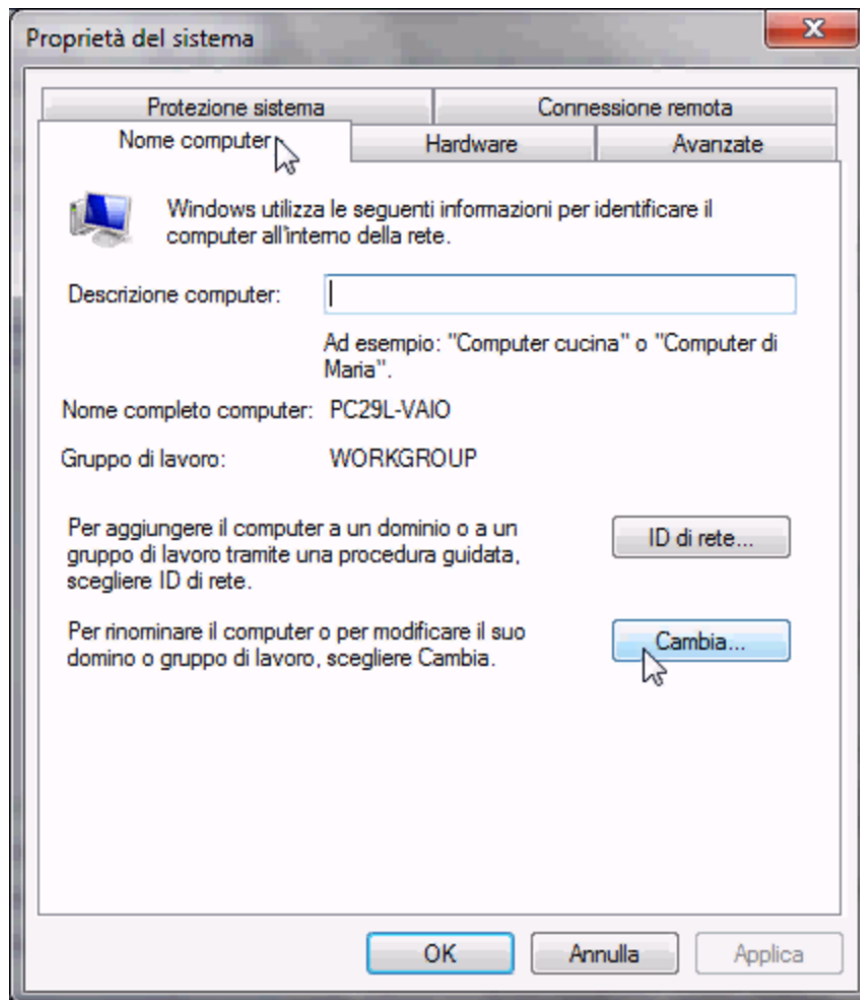 Proprietà del sistema
Protezione sistema
Connessione remota
Nome computer
Hardware
Avanzate
Windows utilizza le seguenti informazioni per identificare il
computer all'interno della rete.
Descrizione computer:
Ad esempio: "Computer cucina" o "Computer di
Maria".
Nome completo computer: PC29L-VAIO
Gruppo di lavoro: WORKGROUP
Per aggiungere il computer a un dominio o a un
gruppo di lavoro tramite una procedura guidata,
scegliere ID di rete.
ID di rete...
Per rinominare il computer o per modificare il suo
domino o gruppo di lavoro, scegliere Cambia.
Cambia...
OK
Annulla
Applica